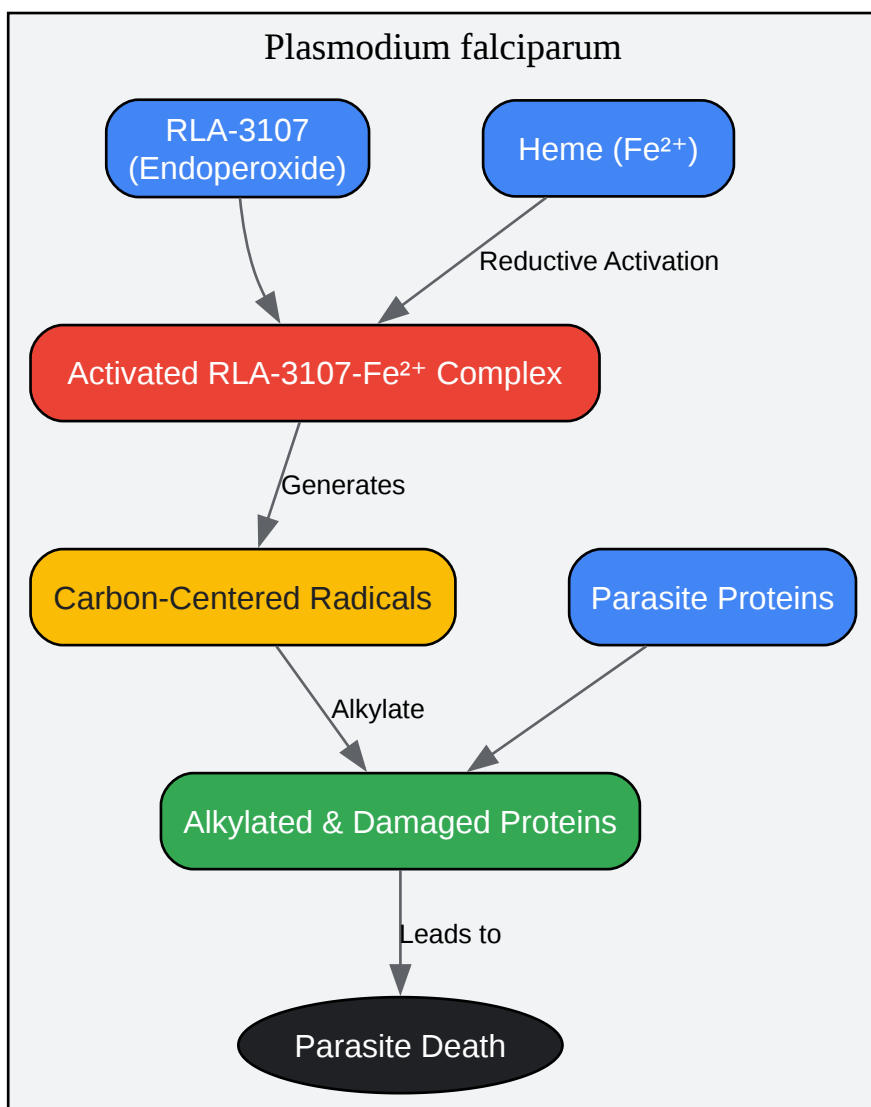 Plasmodium falciparum
RLA-3107
(Endoperoxide)
Heme (Fe²⁺)
Reductive Activation
Activated RLA-3107-Fe²⁺ Complex
Generates
Carbon-Centered Radicals
Parasite Proteins
Alkylate
Alkylated & Damaged Proteins
Leads to
Parasite Death